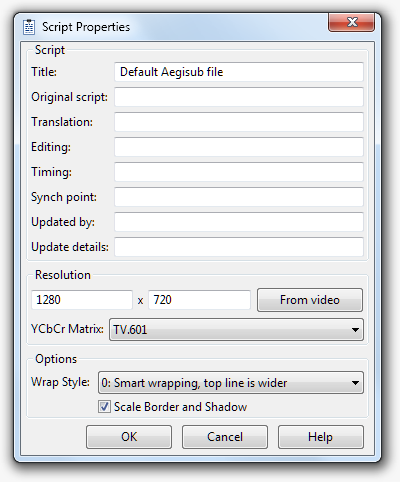 Script Properties
Script
Title: Default Aegisub file
Original script:
Translation:
Editing:
Timing:
Synch point:
Updated by:
Update details:
Resolution
1280 x 720 From video
YCbCr Matrix: TV.601
Options
Wrap Style: 0: Smart wrapping, top line is wider
Scale Border and Shadow
OK Cancel Help